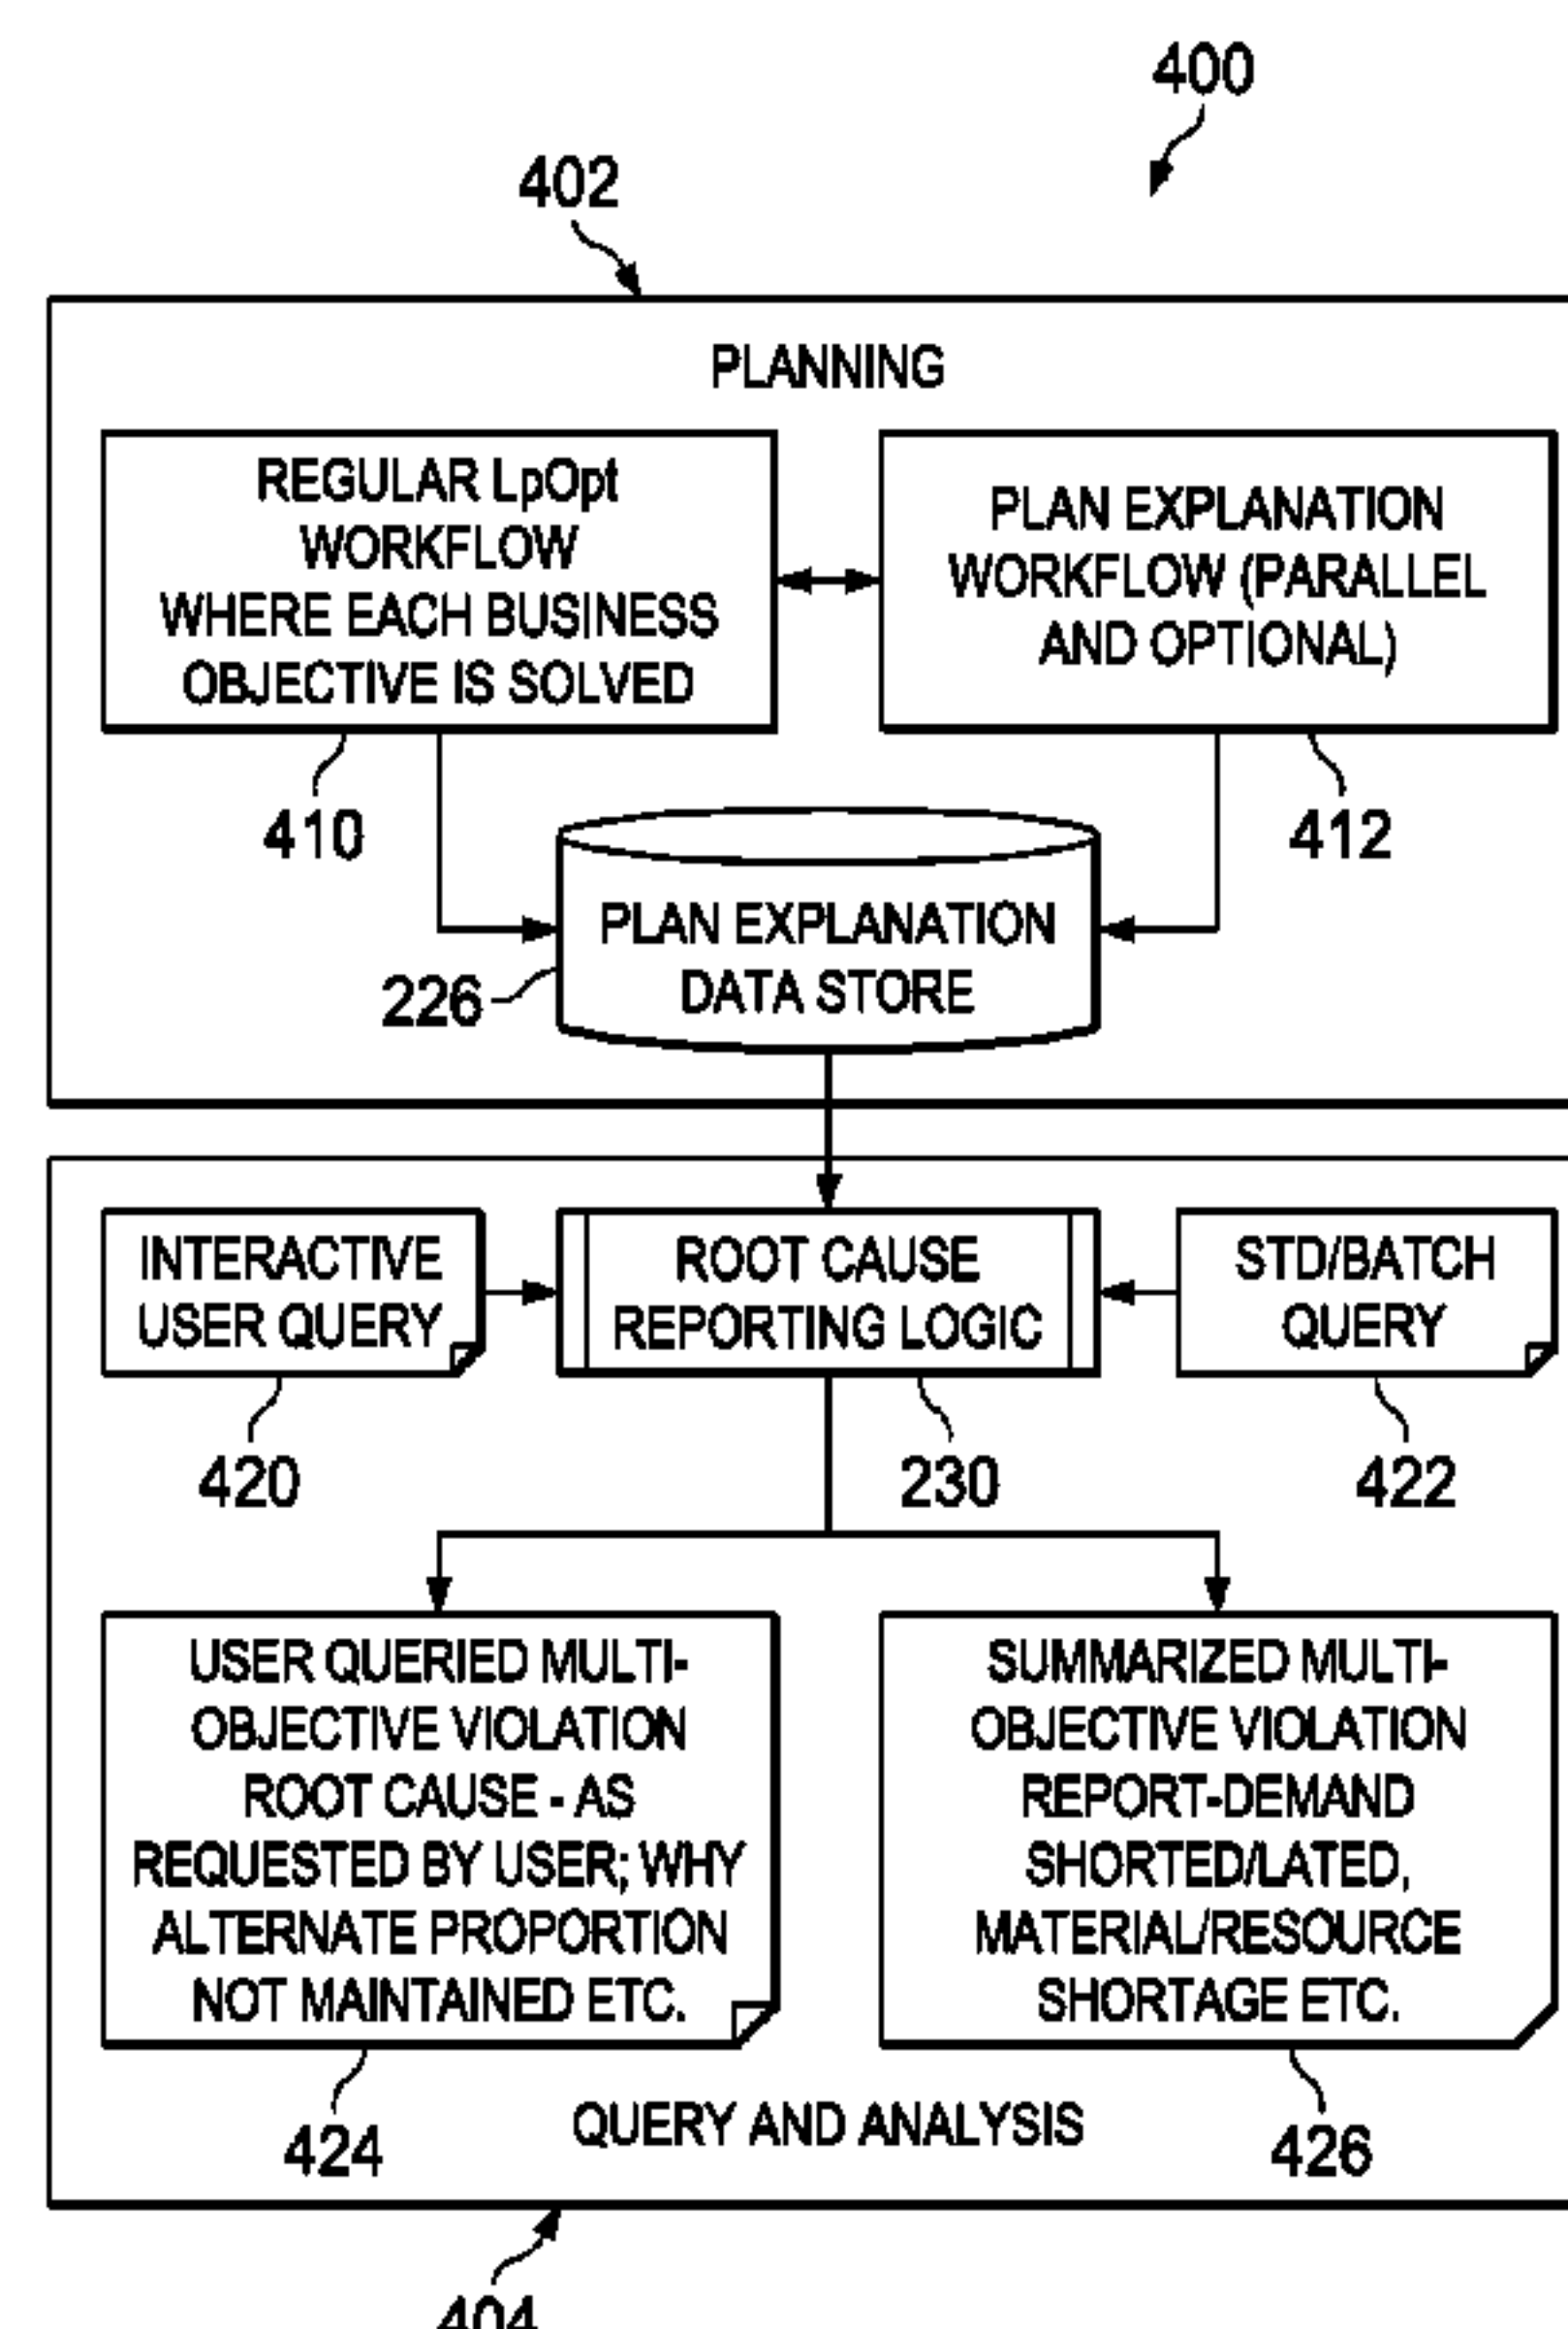 400
402
PLANNING
REGULAR LpOpt
WORKFLOW
WHERE EACH BUSINESS
OBJECTIVE IS SOLVED
PLAN EXPLANATION
WORKFLOW (PARALLEL
AND OPTIONAL)
410
412
PLAN EXPLANATION
DATA STORE
226
INTERACTIVE
USER QUERY
ROOT CAUSE
REPORTING LOGIC
STD/BATCH
QUERY
420
230
422
USER QUERIED MULTI-
OBJECTIVE VIOLATION
ROOT CAUSE - AS
REQUESTED BY USER; WHY
ALTERNATE PROPORTION
NOT MAINTAINED ETC.
SUMMARIZED MULTI-
OBJECTIVE VIOLATION
REPORT-DEMAND
SHORTED/LATED,
MATERIAL/RESOURCE
SHORTAGE ETC.
424
QUERY AND ANALYSIS
426
404